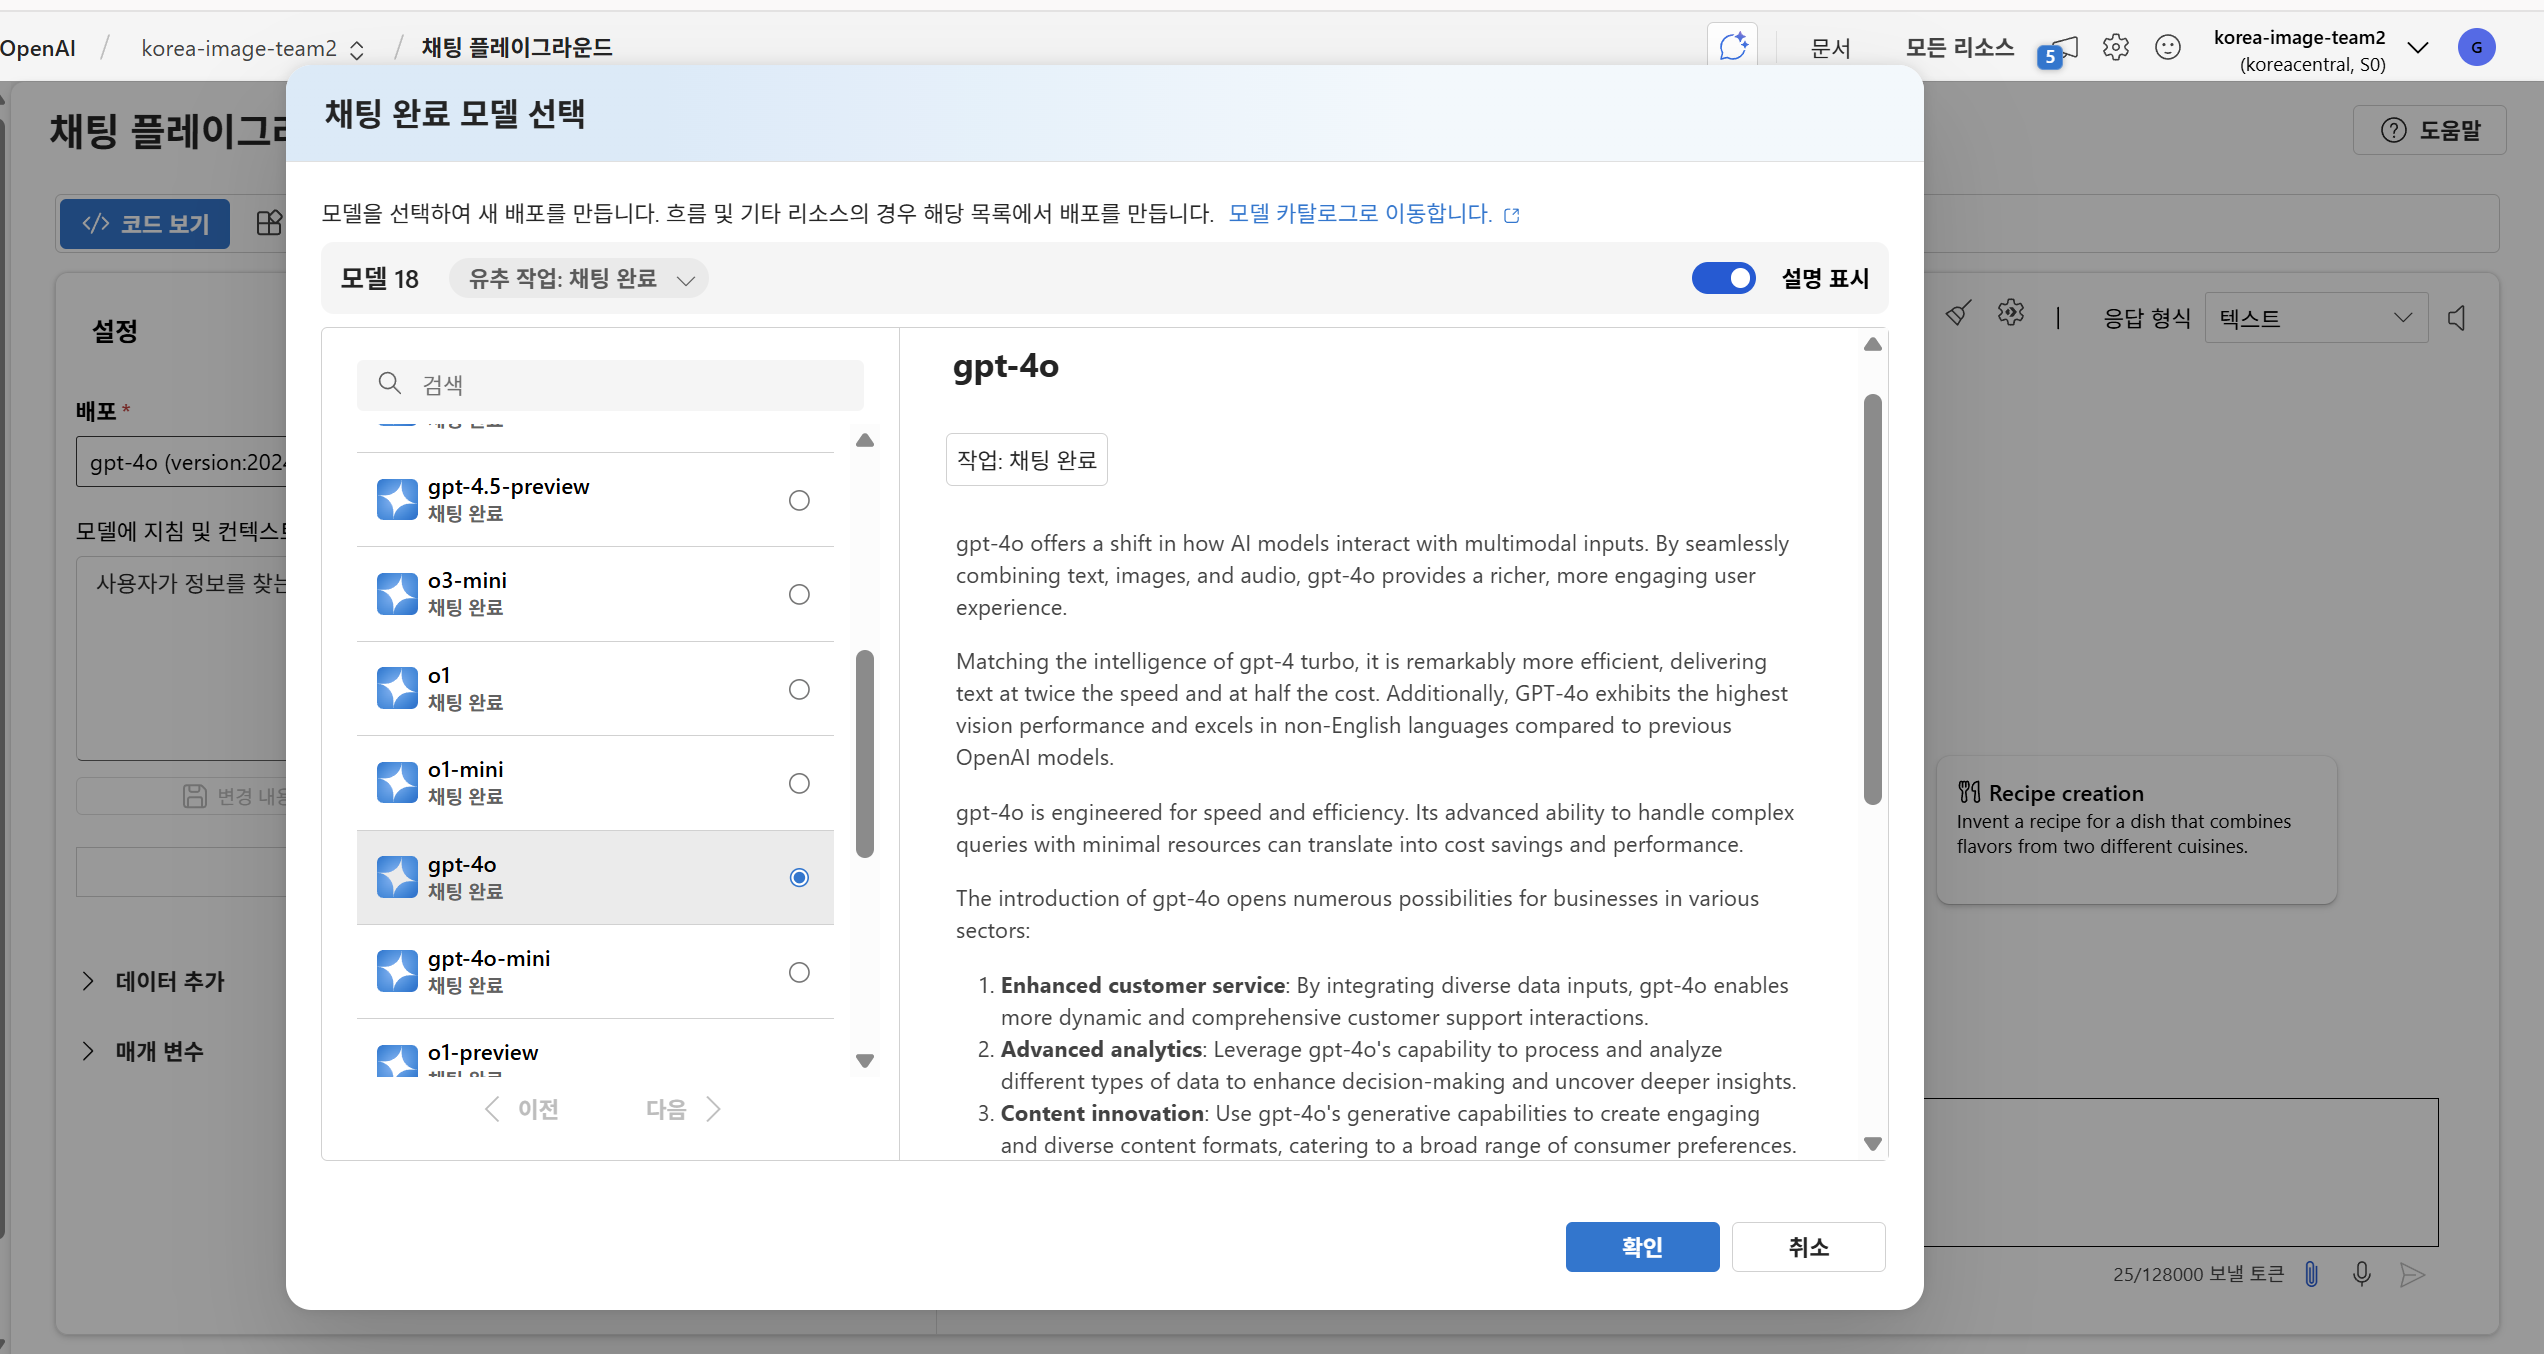 OpenAI / korea-image-team2 / 채팅 플레이그라운드
문서
모든 리소스
5
korea-image-team2
(koreacentral, S0)
G
채팅 플레이그라
도움말
코드 보기
설정
배포 *
gpt-4o (version:2024
모델에 지침 및 컨텍스트
사용자가 정보를 찾는
변경 내용
데이터 추가
매개 변수
채팅 완료 모델 선택
모델을 선택하여 새 배포를 만듭니다. 흐름 및 기타 리소스의 경우 해당 목록에서 배포를 만듭니다. 모델 카탈로그로 이동합니다.
모델 18
유추 작업: 채팅 완료
설명 표시
검색
채팅 완료
gpt-4.5-preview
채팅 완료
o3-mini
채팅 완료
o1
채팅 완료
o1-mini
채팅 완료
gpt-4o
채팅 완료
gpt-4o-mini
채팅 완료
o1-preview
채팅 완료
이전
다음
gpt-4o
작업: 채팅 완료
gpt-4o offers a shift in how AI models interact with multimodal inputs. By seamlessly
combining text, images, and audio, gpt-4o provides a richer, more engaging user
experience.
Matching the intelligence of gpt-4 turbo, it is remarkably more efficient, delivering
text at twice the speed and at half the cost. Additionally, GPT-4o exhibits the highest
vision performance and excels in non-English languages compared to previous
OpenAI models.
gpt-4o is engineered for speed and efficiency. Its advanced ability to handle complex
queries with minimal resources can translate into cost savings and performance.
The introduction of gpt-4o opens numerous possibilities for businesses in various
sectors:
1. Enhanced customer service: By integrating diverse data inputs, gpt-4o enables
more dynamic and comprehensive customer support interactions.
2. Advanced analytics: Leverage gpt-4o's capability to process and analyze
different types of data to enhance decision-making and uncover deeper insights.
3. Content innovation: Use gpt-4o's generative capabilities to create engaging
and diverse content formats, catering to a broad range of consumer preferences.
확인
취소
응답 형식
텍스트
Recipe creation
Invent a recipe for a dish that combines
flavors from two different cuisines.
25/128000 보낼 토큰